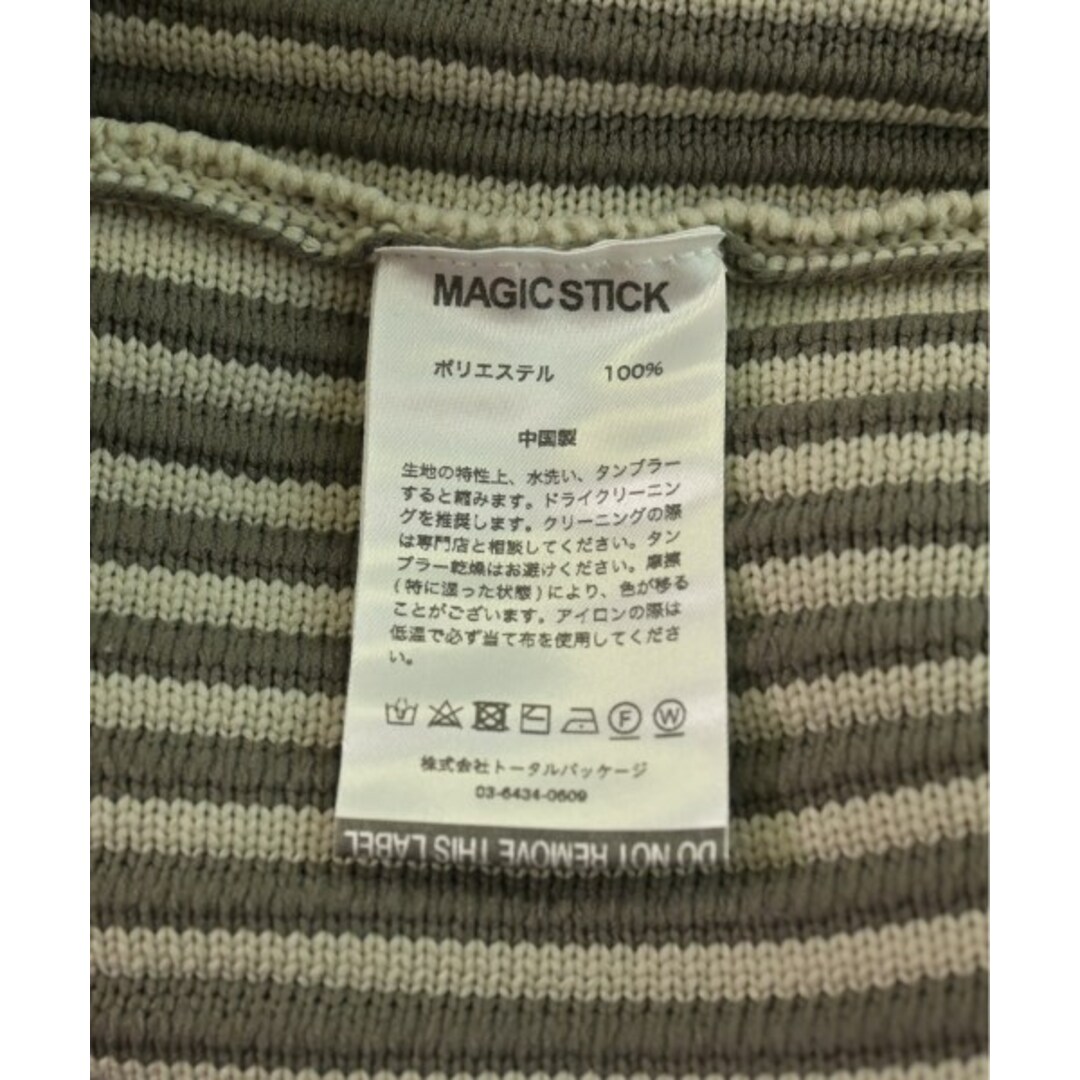 MAGIC STICK
ポリエステル 100%
中国製
生地の特性上、水洗い、タンブラー
すると縮みます。ドライクリーニン
グを推奨します。クリーニングの際
は専門店と相談してください。タン
ブラー乾燥はお避けください。摩擦
(特に湿った状態)により、色が移る
ことがございます。アイロンの際は
低温で必ず当て布を使用してくださ
い。
F W
株式会社トータルパッケージ
03-6434-0609
DO NOT REMOVE THIS LABEL